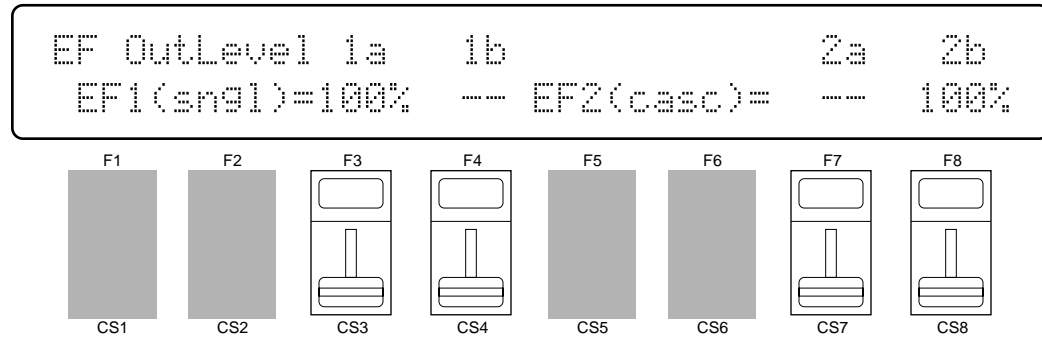 EF OutLevel 1a 1b 2a 2b
EF1(sngl)=100% -- EF2(casc)= -- 100%
F1 F2 F3 F4 F5 F6 F7 F8
CS1 CS2 CS3 CS4 CS5 CS6 CS7 CS8